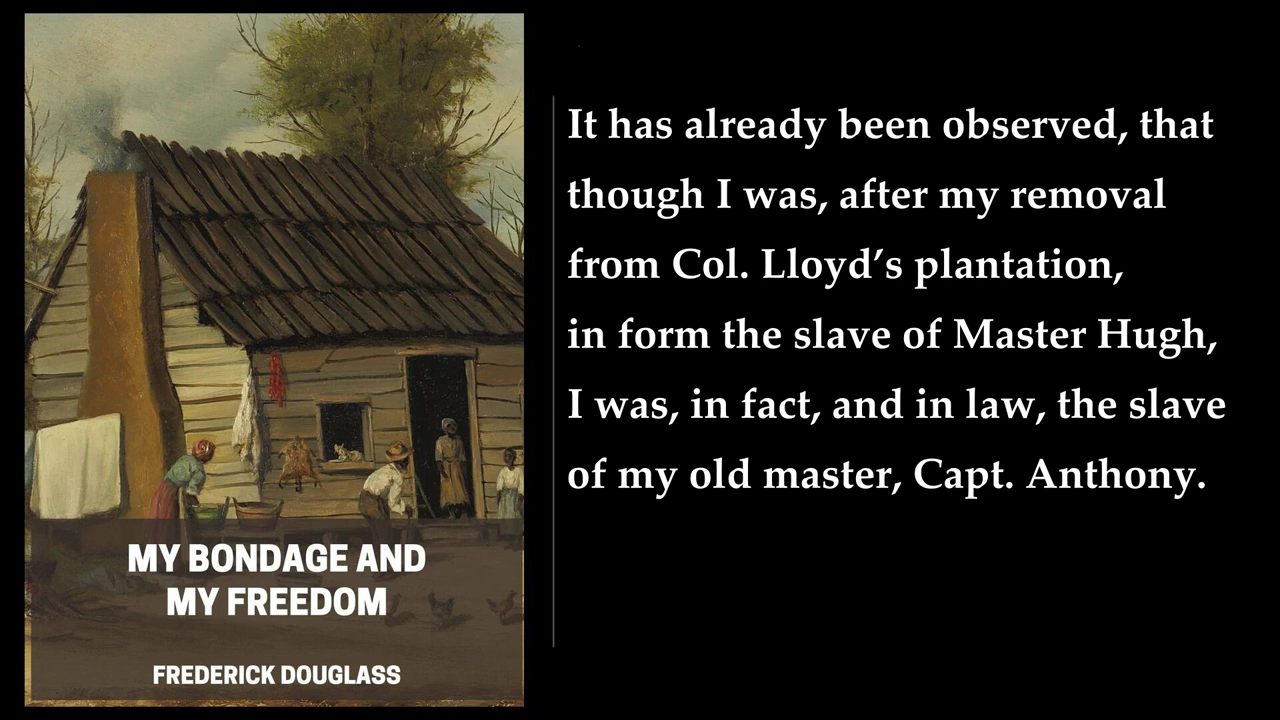 It has already been observed, that
though I was, after my removal
from Col. Lloyd’s plantation,
in form the slave of Master Hugh,
I was, in fact, and in law, the slave
of my old master, Capt. Anthony.
MY BONDAGE AND
MY FREEDOM
FREDERICK DOUGLASS